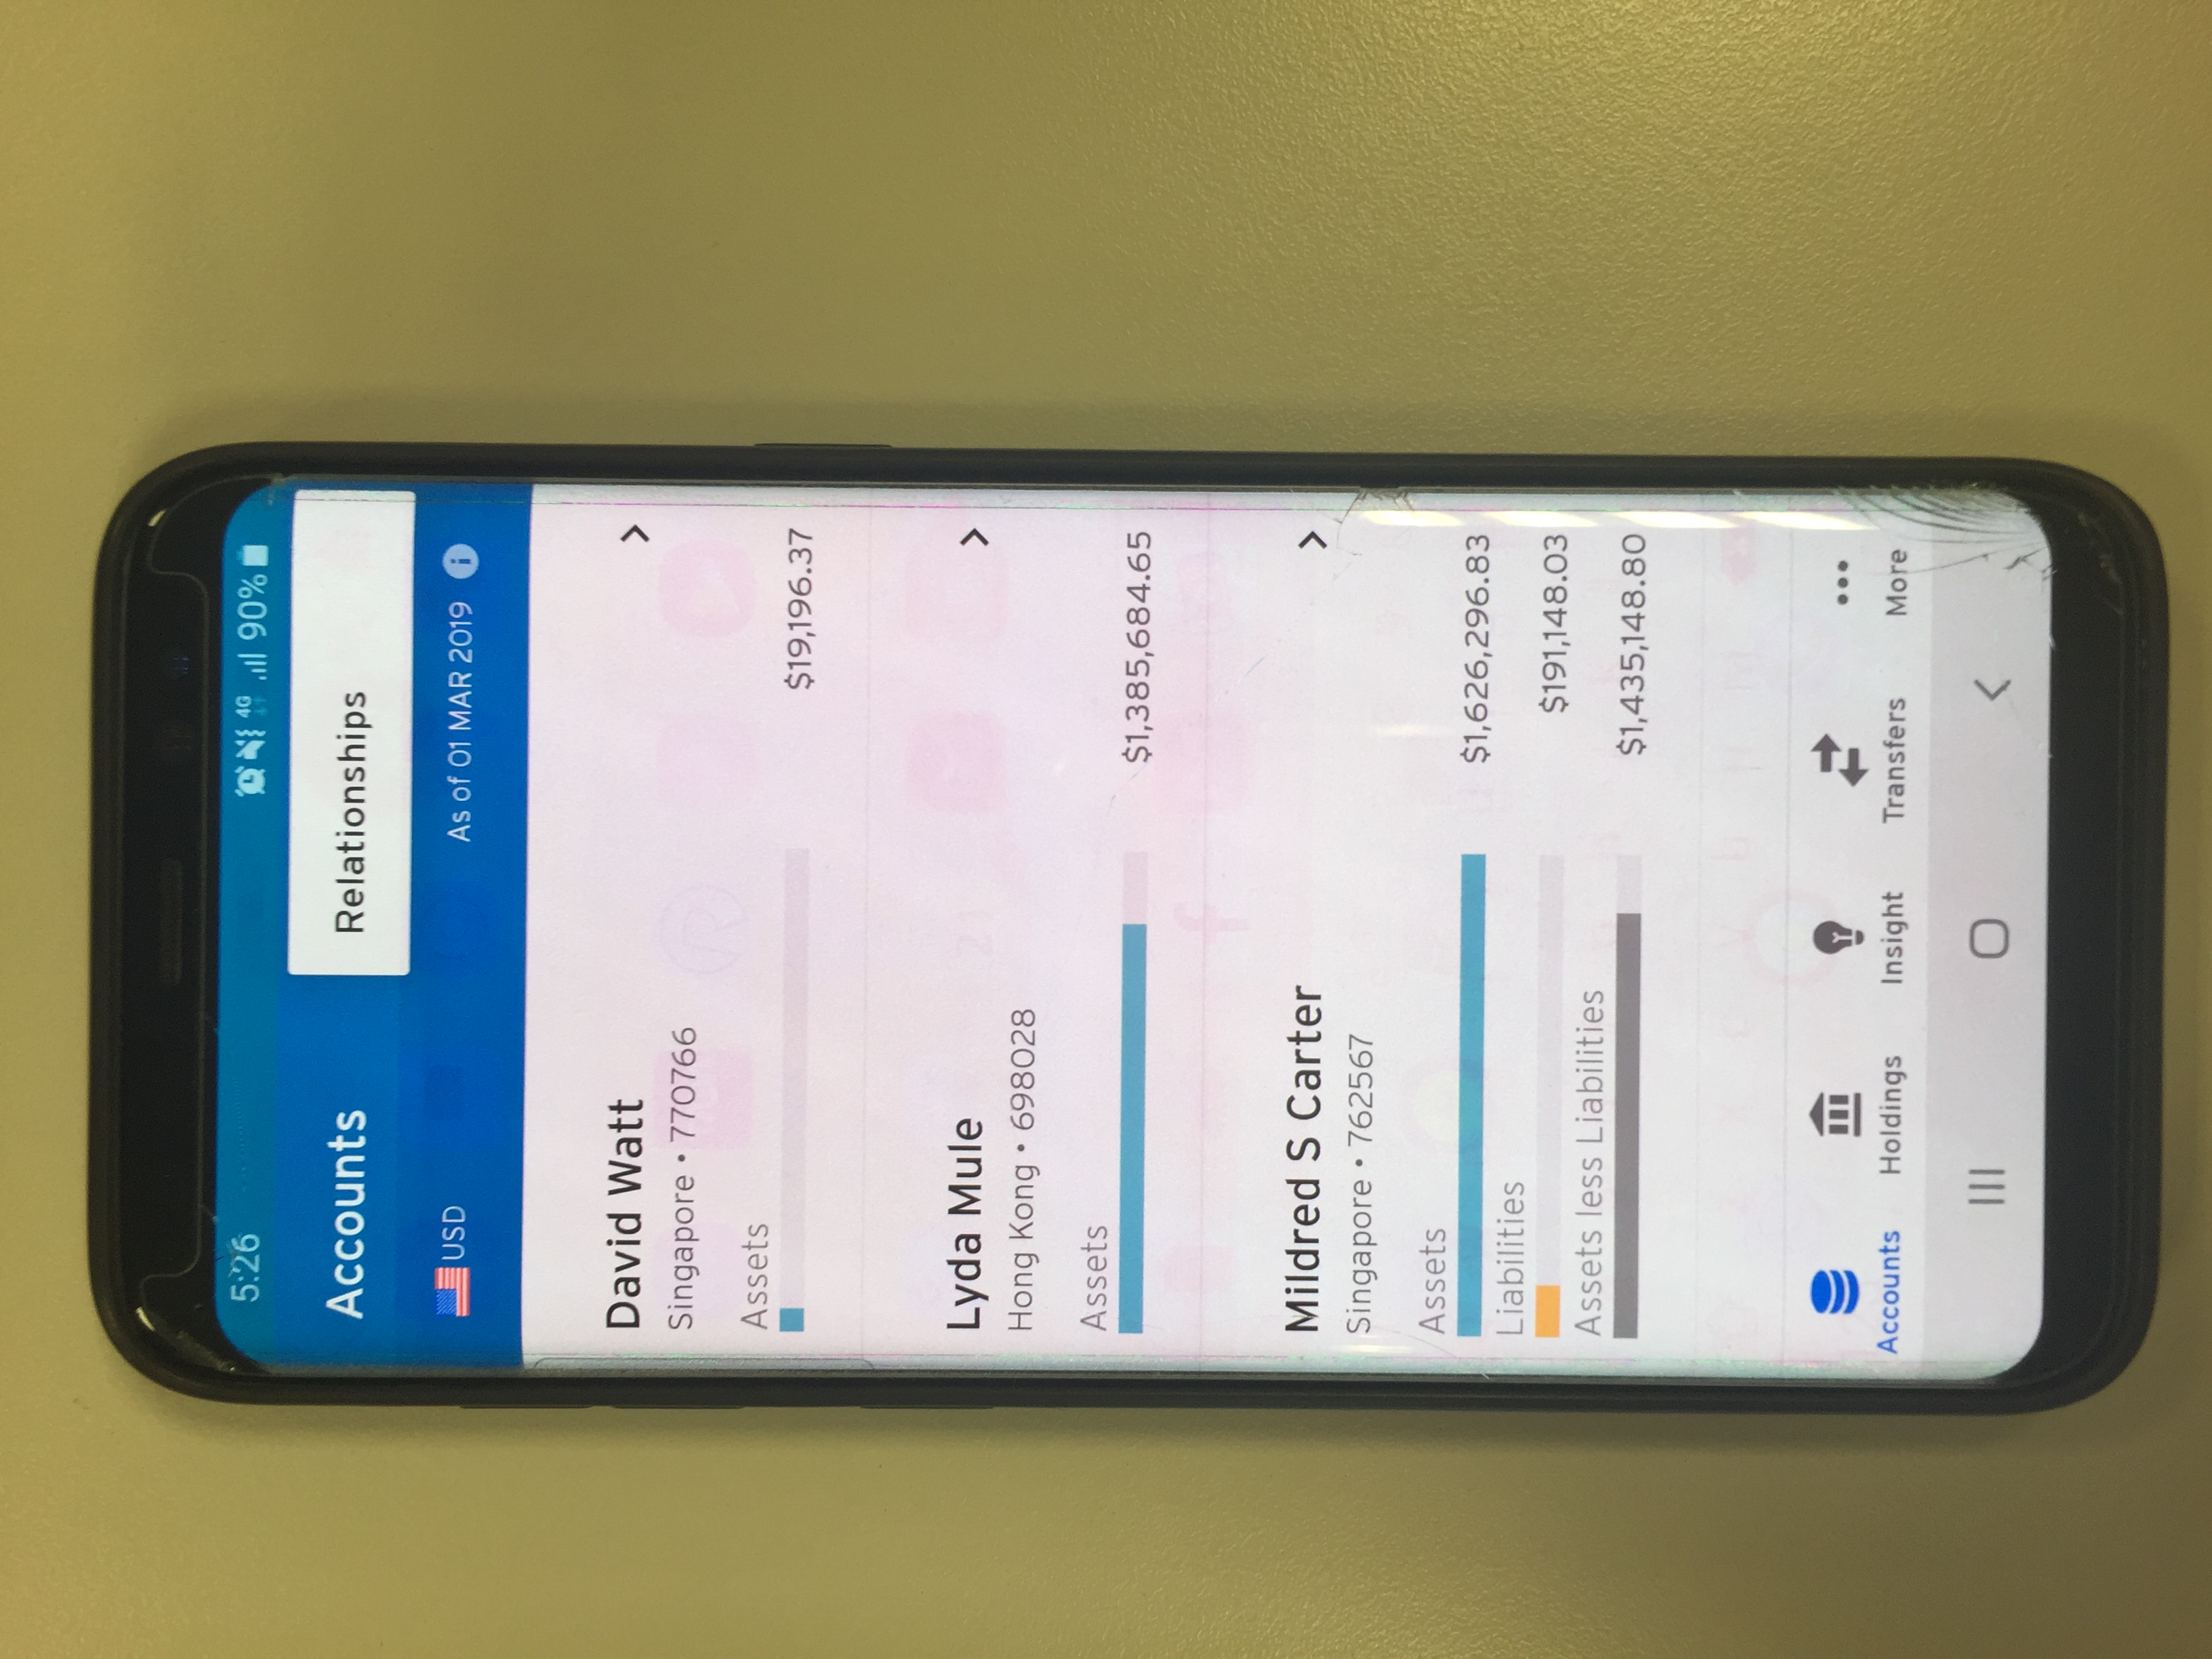 5:26
4G 90%
Accounts
Relationships
USD
As of 01 MAR 2019
David Watt
Singapore • 770766
Assets
$19,196.37
Lyda Mule
Hong Kong • 698028
Assets
$1,385,684.65
Mildred S Carter
Singapore • 762567
Assets
$1,626,296.83
Liabilities
$191,148.03
Assets less Liabilities
$1,435,148.80
Accounts
Holdings
Insight
Transfers
More